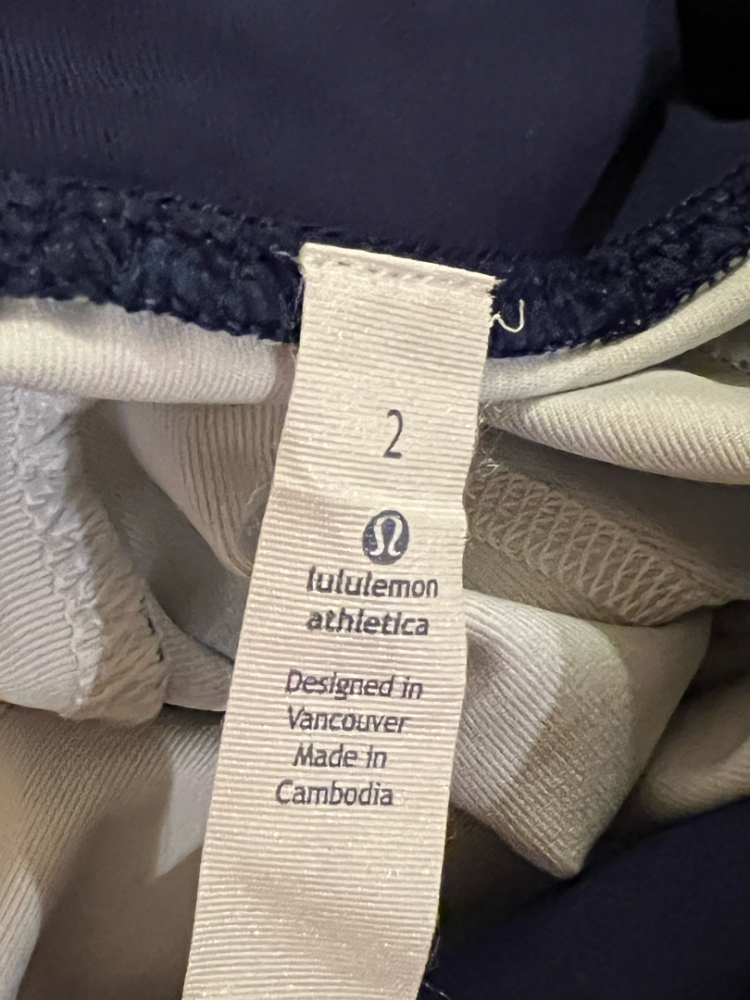 2
lululemon
athletica
Designed in
Vancouver
Made in
Cambodia